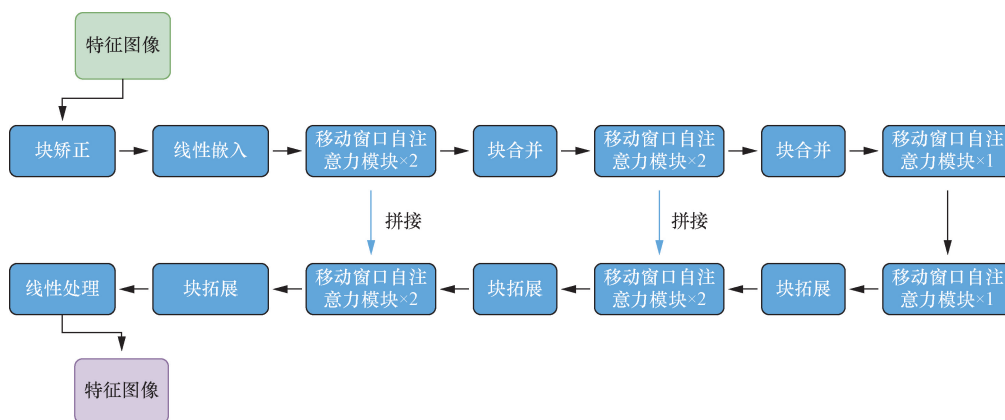 特征图像
块矫正
线性嵌入
移动窗口自注
意力模块×2
块合并
移动窗口自注
意力模块×2
块合并
移动窗口自注
意力模块×1
拼接
拼接
线性处理
块拓展
移动窗口自注
意力模块×2
块拓展
移动窗口自注
意力模块×2
块拓展
移动窗口自注
意力模块×1
特征图像